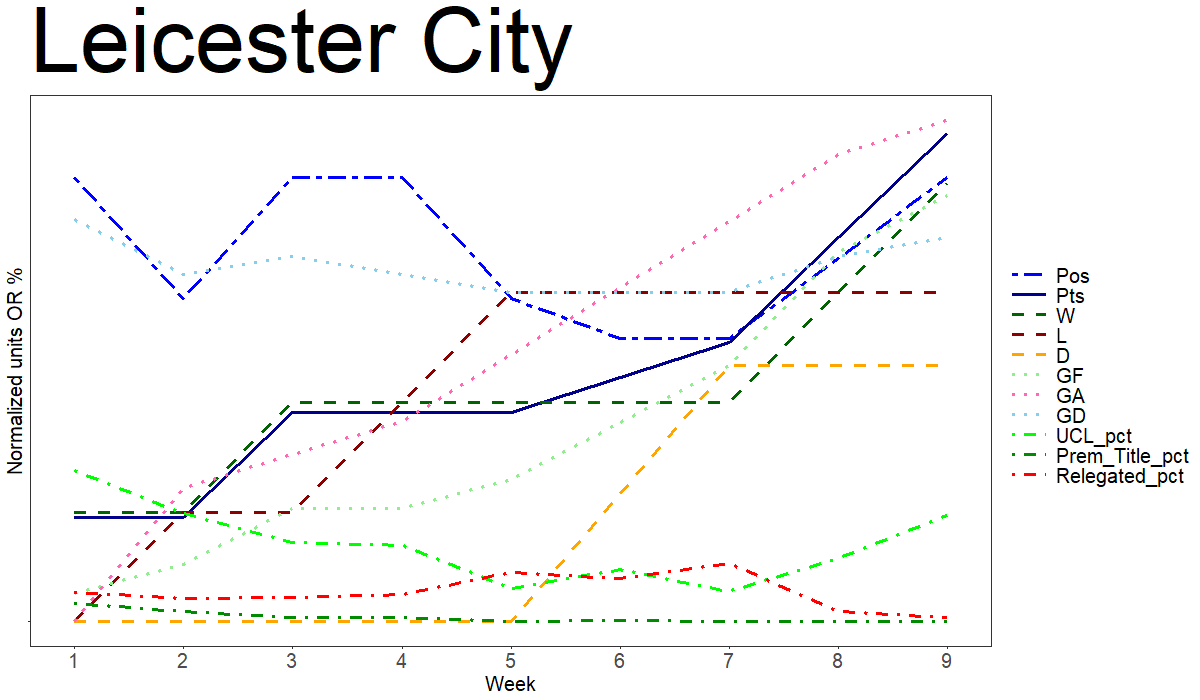 Leicester City
Normalized units OR %
Pos
Pts
W
L
D
GF
GA
GD
UCL_pct
Prem_Title_pct
Relegated_pct
1 2 3 4 5 6 7 8 9
Week